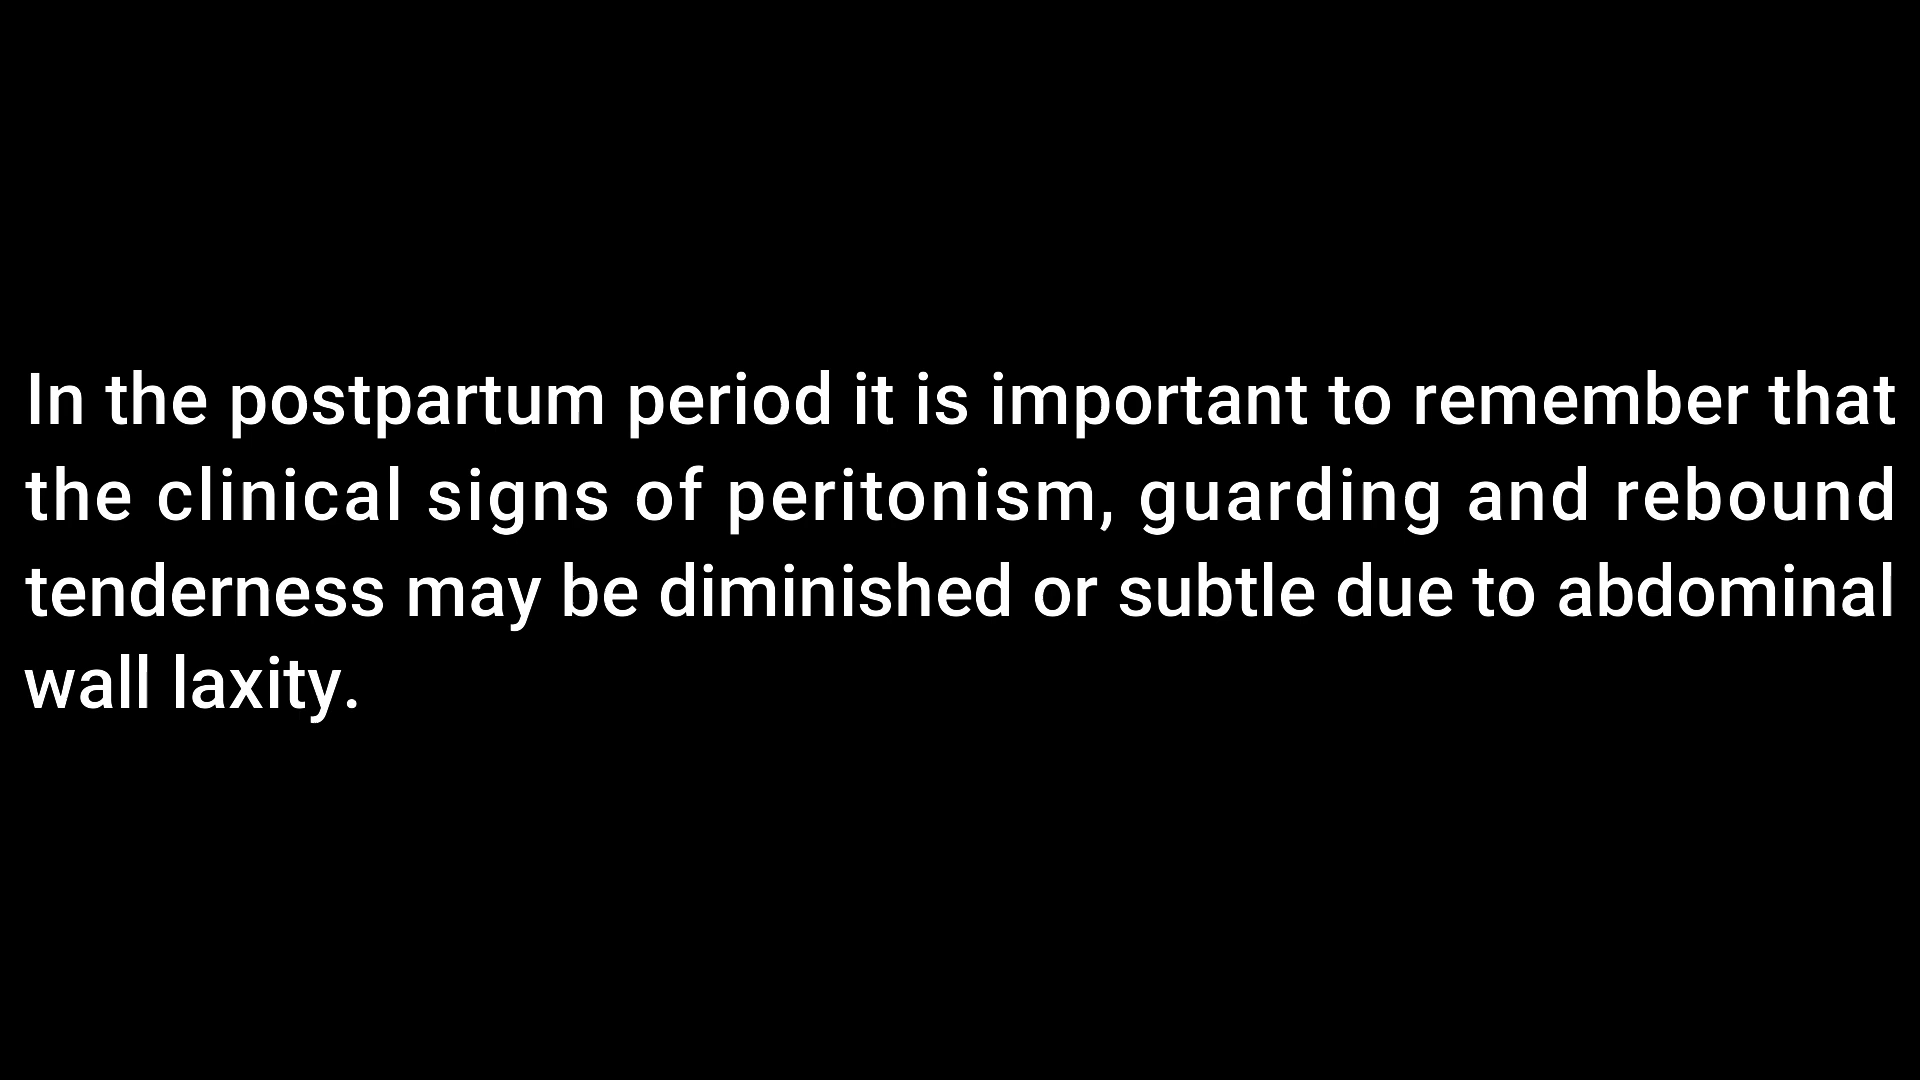 In the postpartum period it is important to remember that
the clinical signs of peritonism, guarding and rebound
tenderness may be diminished or subtle due to abdominal
wall laxity.